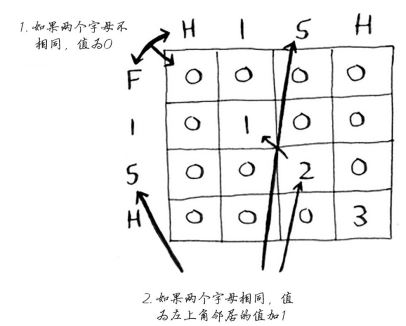 1. 如果两个字母不
相同，值为0
H I S H
F 0 0 0 0
I 0 1 0 0
S 0 0 2 0
H 0 0 0 3
2. 如果两个字母相同，值
为左上角邻居的值加1